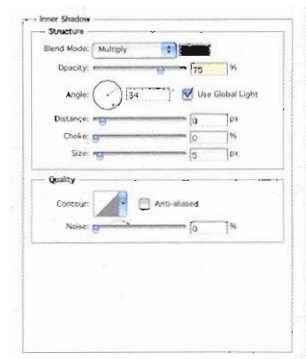 Inner Shadow
Structure
Blend Mode: Multiply
Opacity: 75 %
Angle: 34 ° Use Global Light
Distance: 9 px
Choke: 0 %
Size: 5 px
Quality
Contour: Anti-aliased
Noise: 0 %